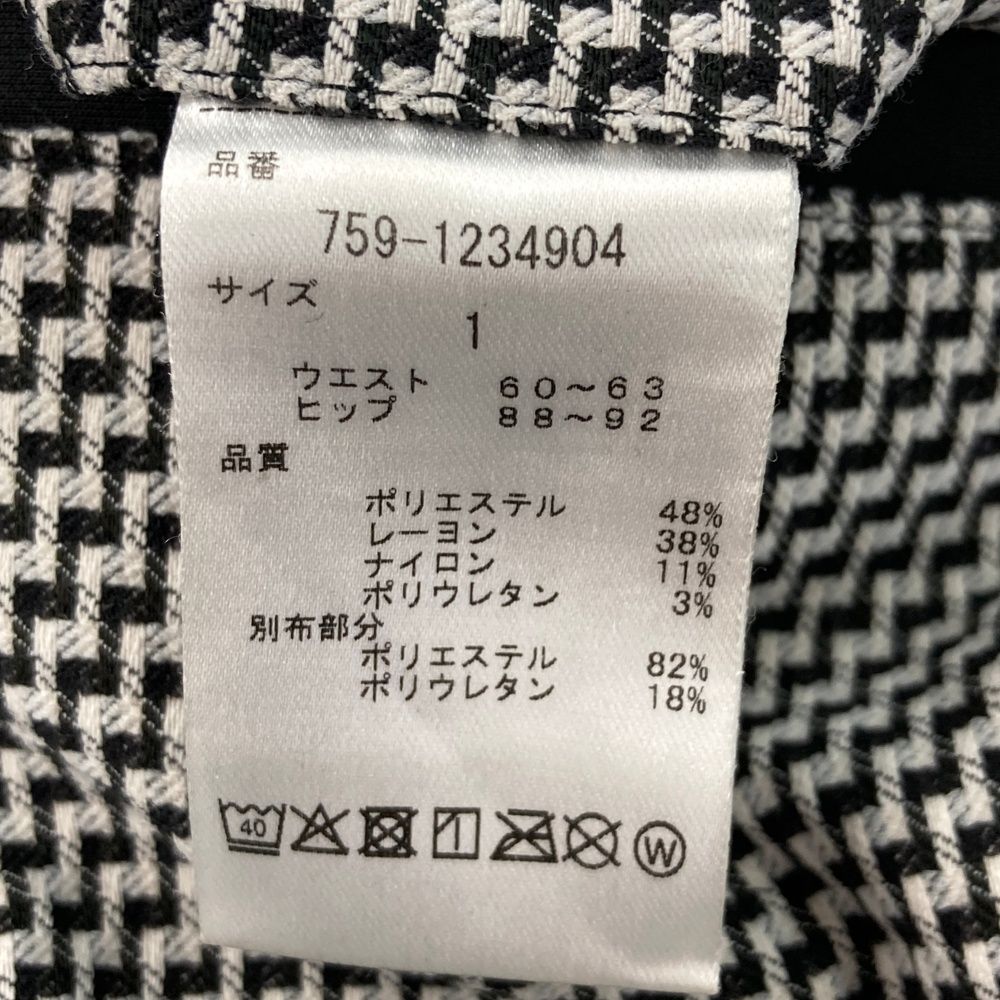 品番
759-1234904
サイズ
1
ウエスト 60～63
ヒップ 88～92
品質
ポリエステル 48%
レーヨン 38%
ナイロン 11%
ポリウレタン 3%
別布部分
ポリエステル 82%
ポリウレタン 18%
40 W